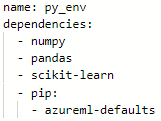 name: py_env
dependencies:
  - numpy
  - pandas
  - scikit-learn
  - pip:
    - azureml-defaults